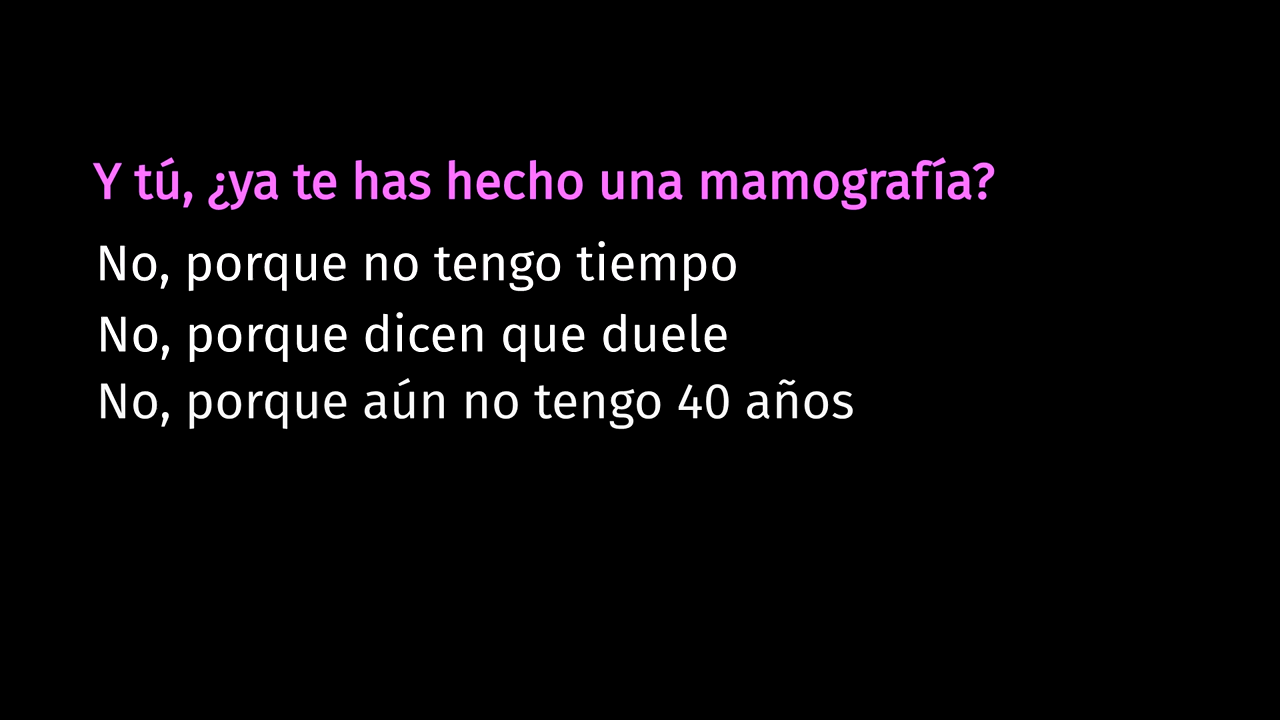 Y tú, ¿ya te has hecho una mamografía?
No, porque no tengo tiempo
No, porque dicen que duele
No, porque aún no tengo 40 años